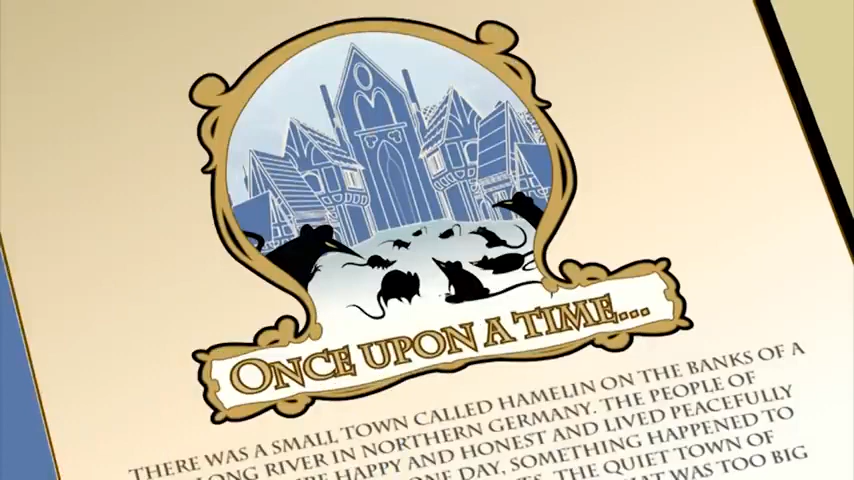 ONCE UPON A TIME...
THERE WAS A SMALL TOWN CALLED HAMELIN ON THE BANKS OF A
LONG RIVER IN NORTHERN GERMANY. THE PEOPLE OF
HAPPY AND HONEST AND LIVED PEACEFULLY
ONE DAY, SOMETHING HAPPENED TO
THE QUIET TOWN OF
WAS TOO BIG